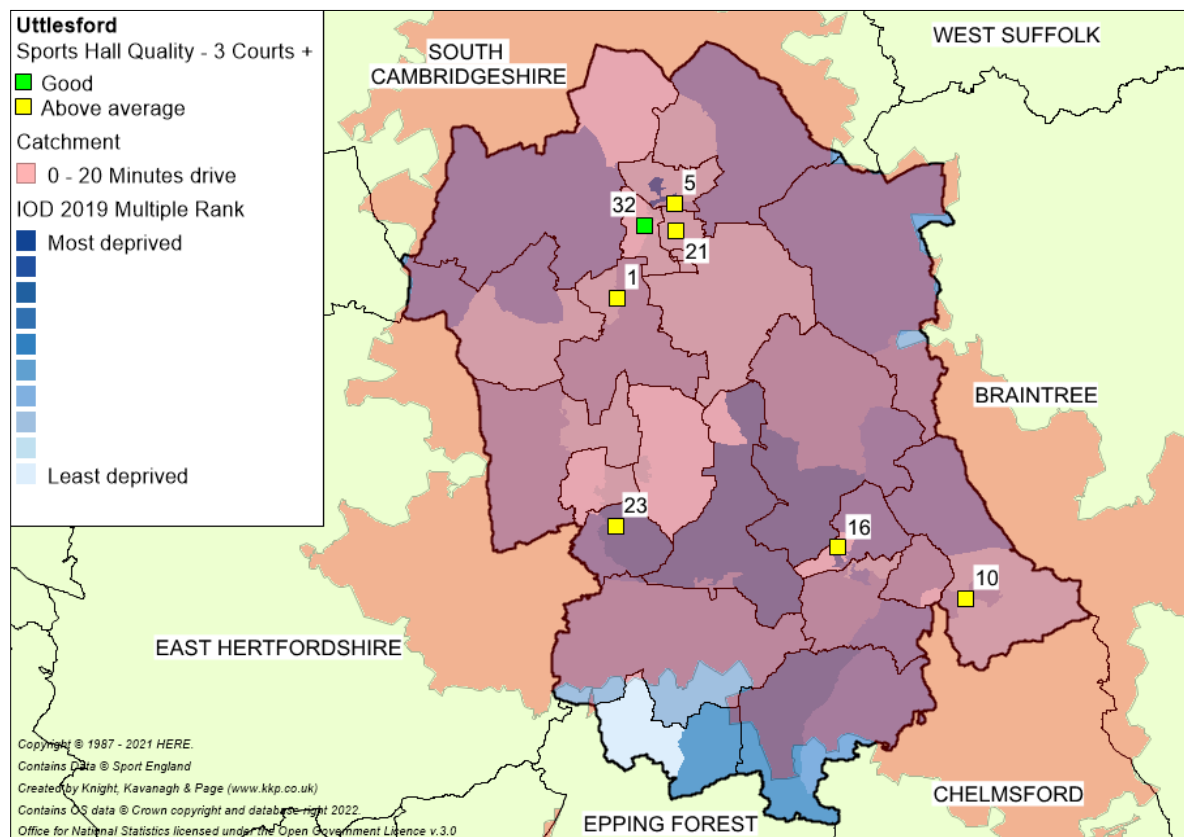 Uttlesford
Sports Hall Quality - 3 Courts +
Good
Above average
Catchment
0 - 20 Minutes drive
IOD 2019 Multiple Rank
Most deprived
Least deprived
WEST SUFFOLK
SOUTH
CAMBRIDGESHIRE
5
32
21
1
BRAINTREE
23
16
10
EAST HERTFORDSHIRE
CHELMSFORD
EPPING FOREST
Copyright © 1987 - 2021 HERE.
Contains Data © Sport England
Created by Knight, Kavanagh & Page (www.kkp.co.uk)
Contains OS data © Crown copyright and database right 2022.
Office for National Statistics licensed under the Open Government Licence v.3.0